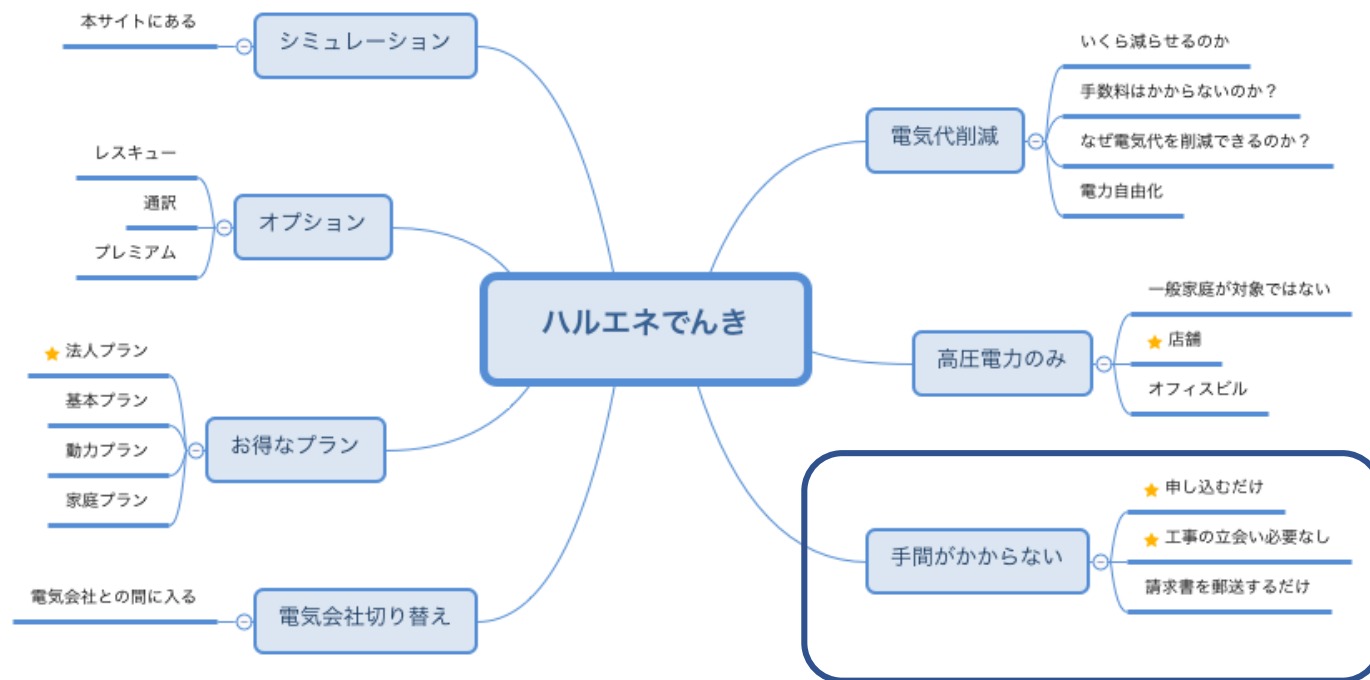 ハルエネでんき
シミュレーション
本サイトにある
オプション
レスキュー
通訳
プレミアム
お得なプラン
法人プラン
基本プラン
動力プラン
家庭プラン
電気会社切り替え
電気会社との間に入る
電気代削減
いくら減らせるのか
手数料はかからないのか？
なぜ電気代を削減できるのか？
電力自由化
高圧電力のみ
一般家庭が対象ではない
店舗
オフィスビル
手間がかからない
申し込むだけ
工事の立会い必要なし
請求書を郵送するだけ